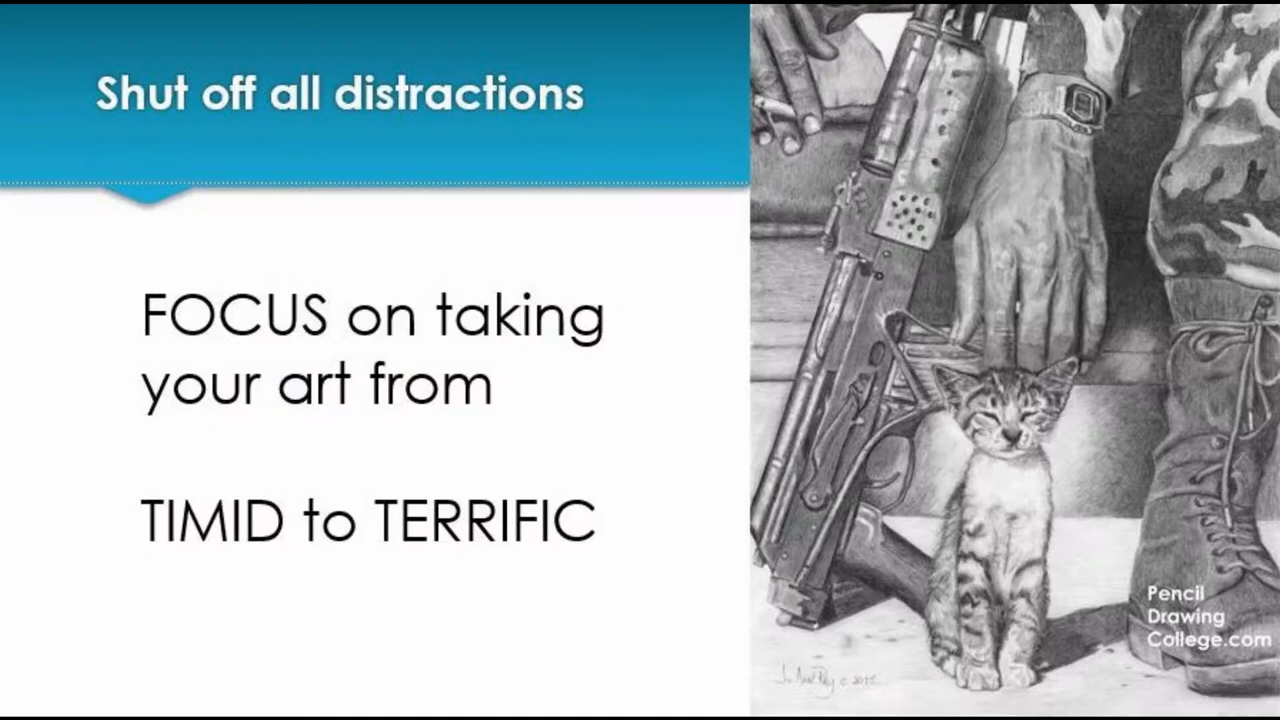 Shut off all distractions
FOCUS on taking
your art from
TIMID to TERRIFIC
Pencil
Drawing
College.com